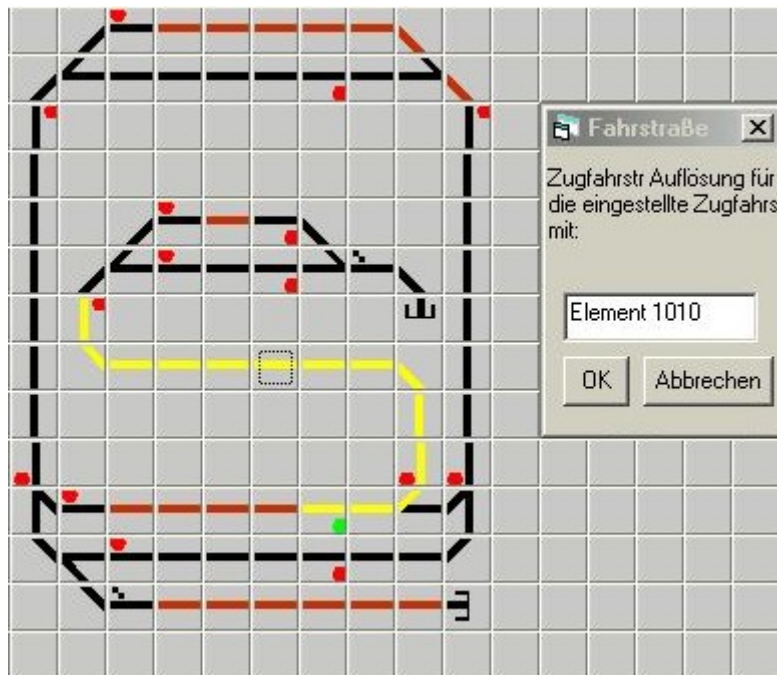 Fahrstraße
Zugfahrstr Auflösung für
die eingestellte Zugfahrs
mit:
Element 1010
OK Abbrechen